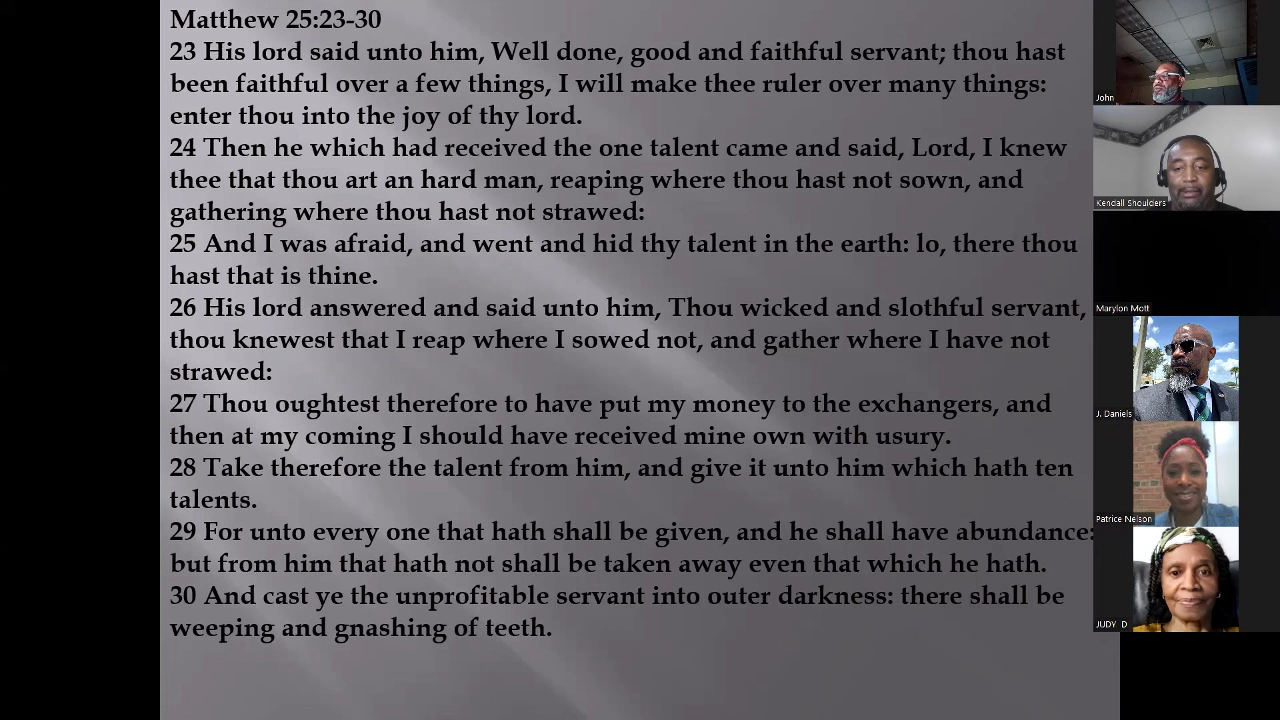 Matthew 25:23-30
23 His lord said unto him, Well done, good and faithful servant; thou hast
been faithful over a few things, I will make thee ruler over many things:
enter thou into the joy of thy lord.
24 Then he which had received the one talent came and said, Lord, I knew
thee that thou art an hard man, reaping where thou hast not sown, and
gathering where thou hast not strawed:
25 And I was afraid, and went and hid thy talent in the earth: lo, there thou
hast that is thine.
26 His lord answered and said unto him, Thou wicked and slothful servant,
thou knewest that I reap where I sowed not, and gather where I have not
strawed:
27 Thou oughtest therefore to have put my money to the exchangers, and
then at my coming I should have received mine own with usury.
28 Take therefore the talent from him, and give it unto him which hath ten
talents.
29 For unto every one that hath shall be given, and he shall have abundance:
but from him that hath not shall be taken away even that which he hath.
30 And cast ye the unprofitable servant into outer darkness: there shall be
weeping and gnashing of teeth.
John
Kendall Shoulders
Marylon Mott
J. Daniels
Patrice Nelson
JUDY D